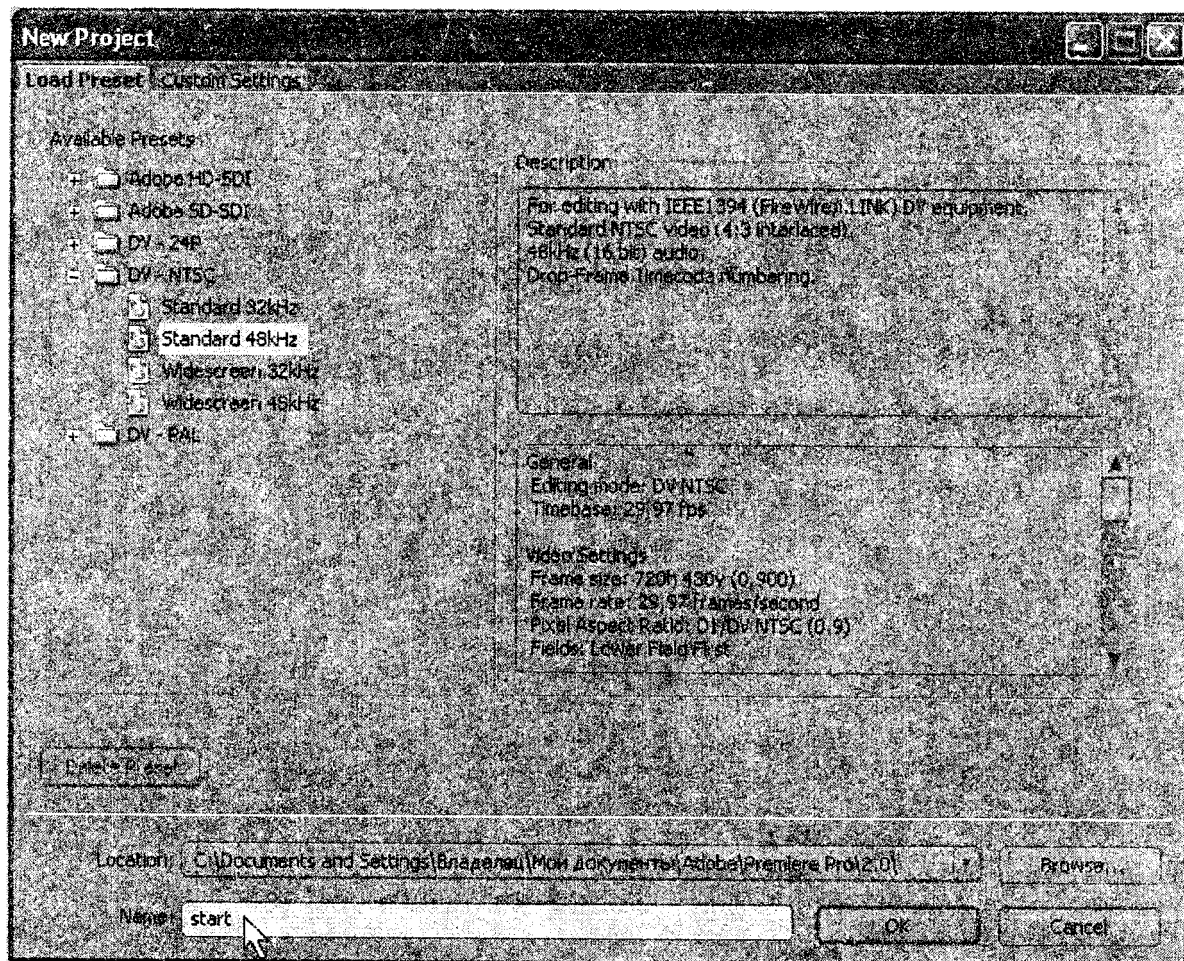 New Project
Load Preset Custom Settings
Available Presets
Adobe HD-SDI
Adobe SD-SDI
DV - 24P
DV - NTSC
Standard 32kHz
Standard 48kHz
Widescreen 32kHz
Widescreen 48kHz
DV - PAL
Delete Preset
Description
For editing with IEEE1394 (FireWire/i.LINK) DV equipment.
Standard NTSC video (4:3 interlaced).
48kHz (16 bit) audio.
Drop-Frame Timecode numbering.
General
Editing mode: DV NTSC
Timebase: 29,97 fps
Video Settings
Frame size: 720h 480v (0,900)
Frame rate: 29,97 frames/second
Pixel Aspect Ratio: D1/DV NTSC (0,9)
Fields: Lower Field First
Location: C:\Documents and Settings\Владелец\Мои документы\Adobe\Premiere Pro\2.0\ Browse...
Name: start OK Cancel